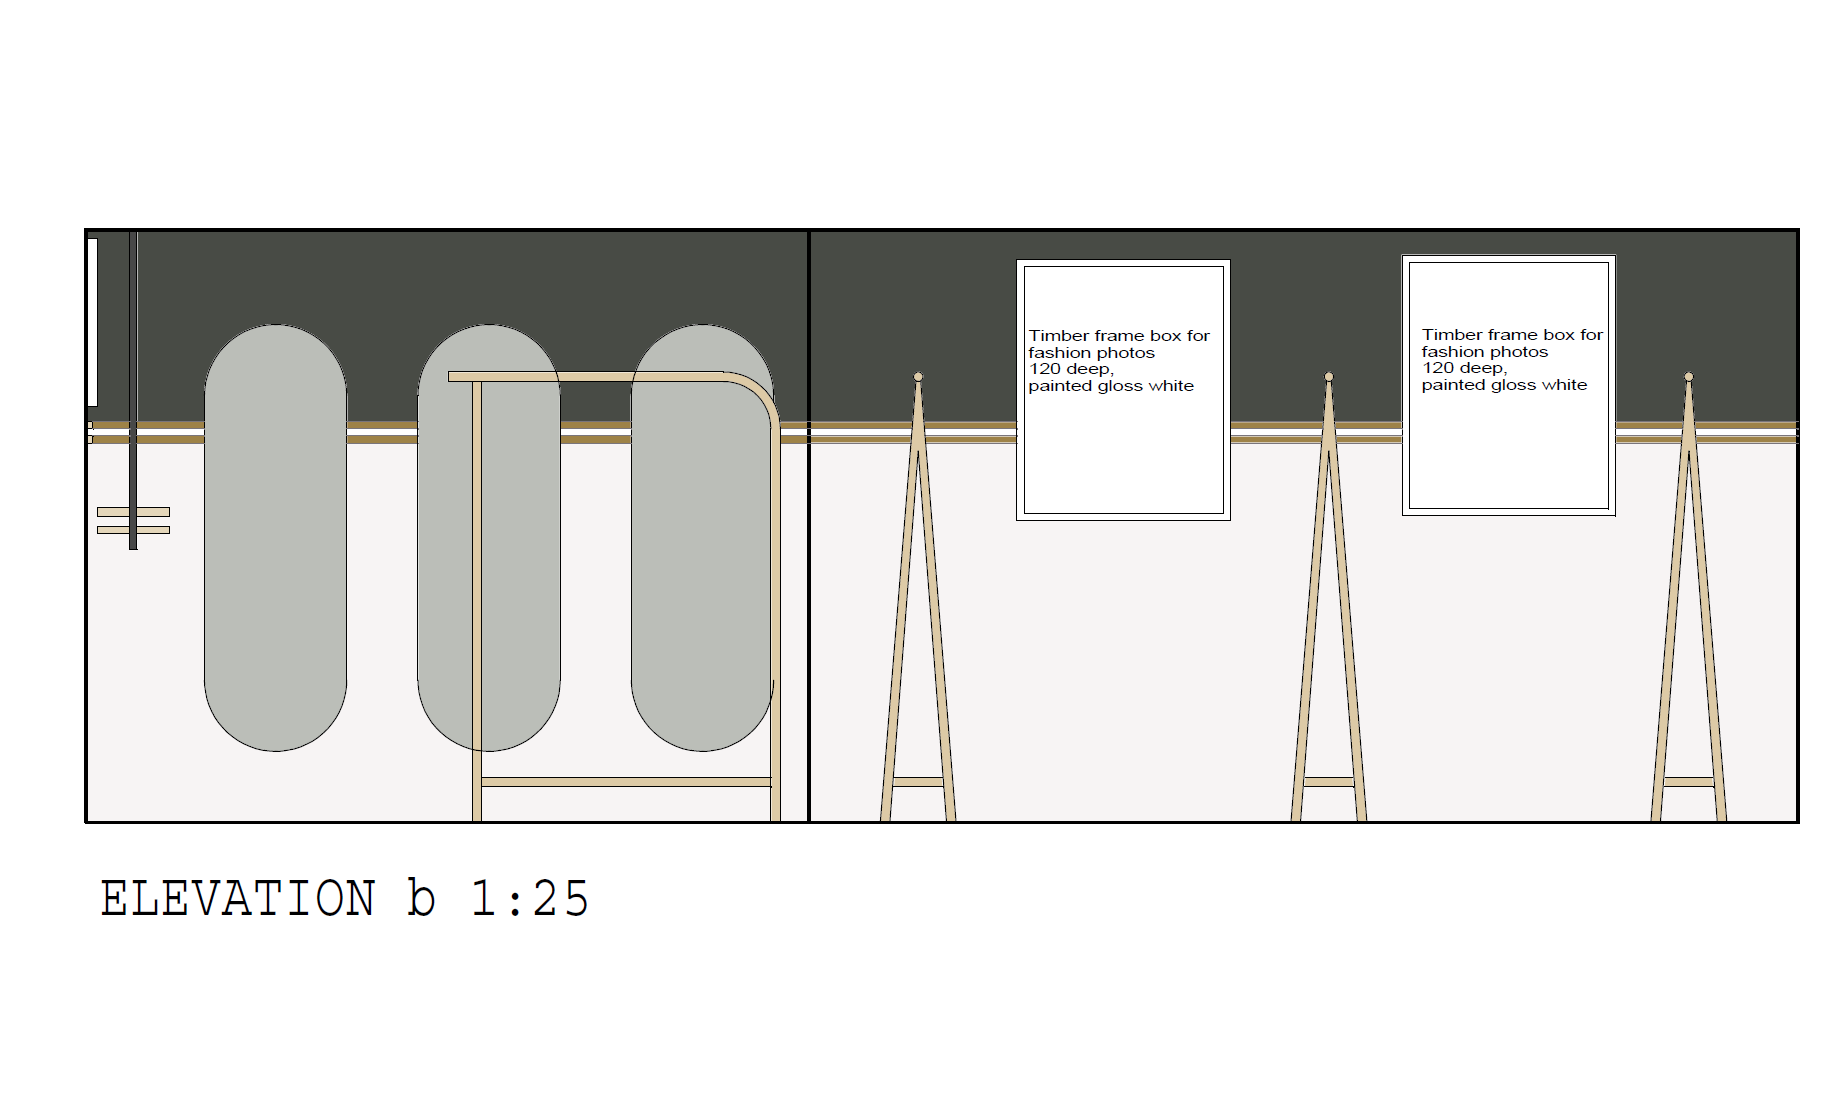 Timber frame box for
fashion photos
120 deep,
painted gloss white
Timber frame box for
fashion photos
120 deep,
painted gloss white
ELEVATION b 1:25